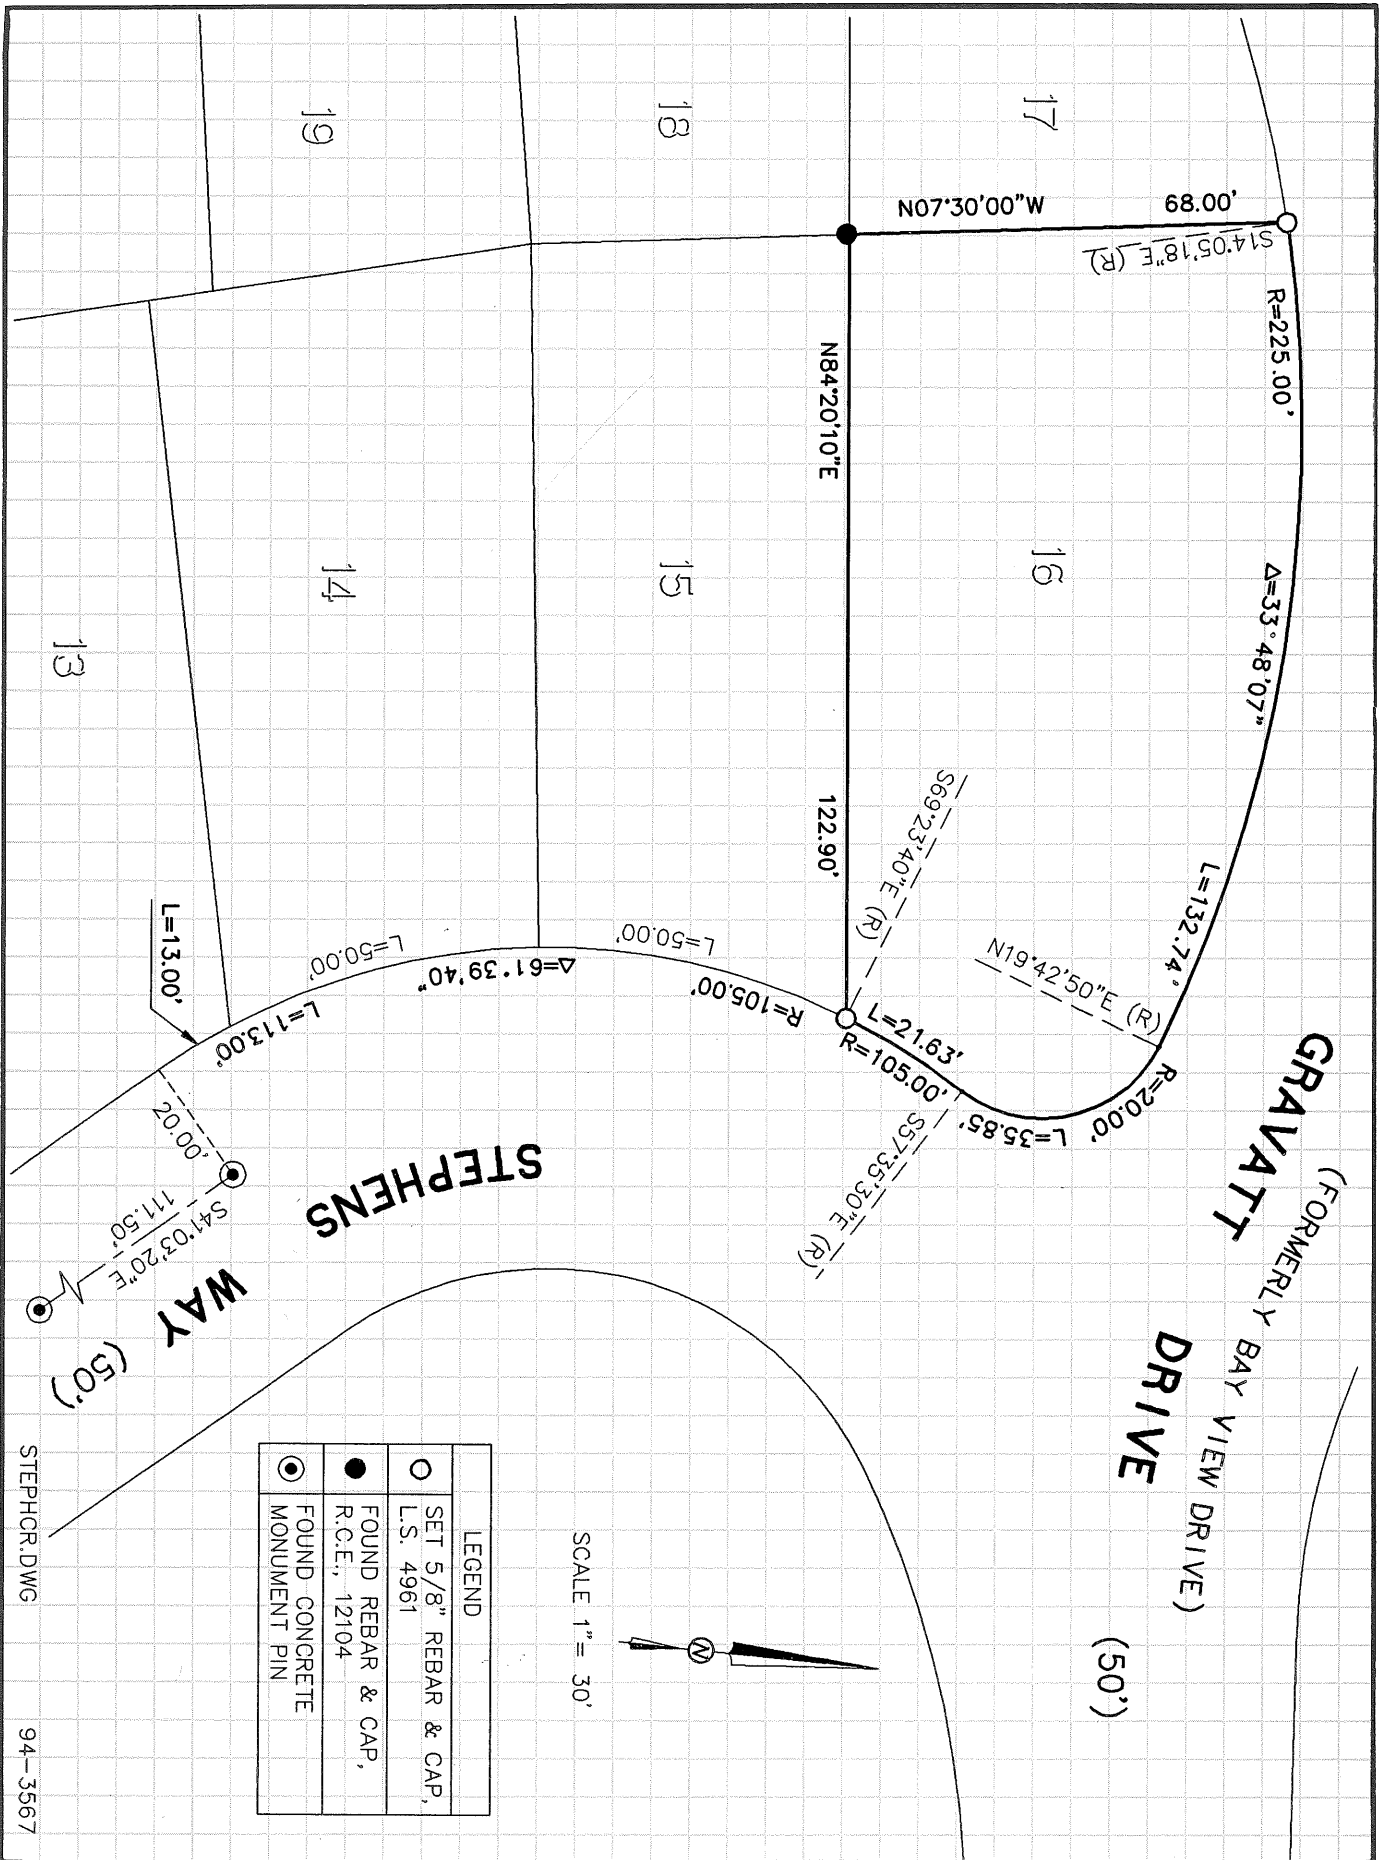 19
18
17
N07°30'00"W 68.00'
S14°05'18"E (R)
R=225.00'
Δ=33°48'07"
L=132.74'
N84°20'10"E 122.90'
16
15
14
13
S69°23'40"E (R)
N19°42'50"E (R)
L=21.63'
R=105.00'
R=20.00'
L=35.85'
S57°35'30"E (R)
R=105.00'
L=50.00'
Δ=61°39'40"
L=50.00'
L=113.00'
L=13.00'
20.00'
S41°03'20"E
111.50'
STEPHENS
WAY
(50')
GRAVATT
DRIVE
(FORMERLY BAY VIEW DRIVE)
(50')
N
SCALE 1"= 30'
LEGEND
SET 5/8" REBAR & CAP,
L.S. 4961
FOUND REBAR & CAP,
R.C.E., 12104
FOUND CONCRETE
MONUMENT PIN
STEPHCR.DWG
94-3567